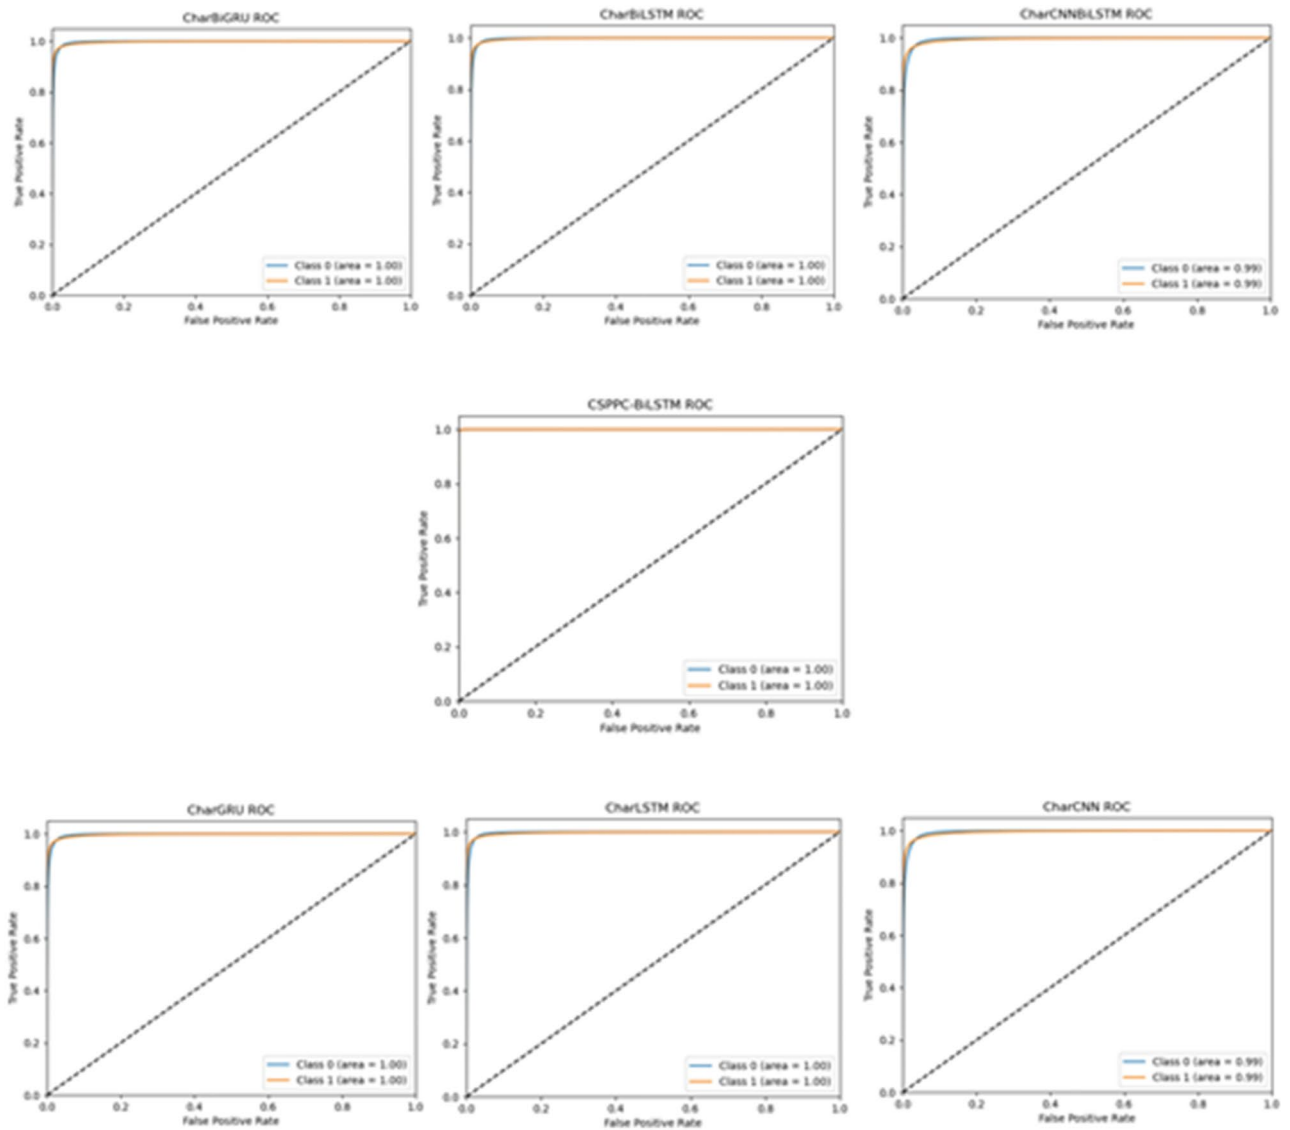 CharBiGRU ROC
True Positive Rate
1.0
0.8
0.6
0.4
0.2
0.0
Class 0 (area = 1.00)
Class 1 (area = 1.00)
0.0 0.2 0.4 0.6 0.8 1.0
False Positive Rate
CharBiLSTM ROC
True Positive Rate
1.0
0.8
0.6
0.4
0.2
0.0
Class 0 (area = 1.00)
Class 1 (area = 1.00)
0.0 0.2 0.4 0.6 0.8 1.0
False Positive Rate
CharCNNBiLSTM ROC
True Positive Rate
1.0
0.8
0.6
0.4
0.2
0.0
Class 0 (area = 0.99)
Class 1 (area = 0.99)
0.0 0.2 0.4 0.6 0.8 1.0
False Positive Rate
CSPPC-BiLSTM ROC
True Positive Rate
1.0
0.8
0.6
0.4
0.2
0.0
Class 0 (area = 1.00)
Class 1 (area = 1.00)
0.0 0.2 0.4 0.6 0.8 1.0
False Positive Rate
CharGRU ROC
True Positive Rate
1.0
0.8
0.6
0.4
0.2
0.0
Class 0 (area = 1.00)
Class 1 (area = 1.00)
0.0 0.2 0.4 0.6 0.8 1.0
False Positive Rate
CharLSTM ROC
True Positive Rate
1.0
0.8
0.6
0.4
0.2
0.0
Class 0 (area = 1.00)
Class 1 (area = 1.00)
0.0 0.2 0.4 0.6 0.8 1.0
False Positive Rate
CharCNN ROC
True Positive Rate
1.0
0.8
0.6
0.4
0.2
0.0
Class 0 (area = 0.99)
Class 1 (area = 0.99)
0.0 0.2 0.4 0.6 0.8 1.0
False Positive Rate